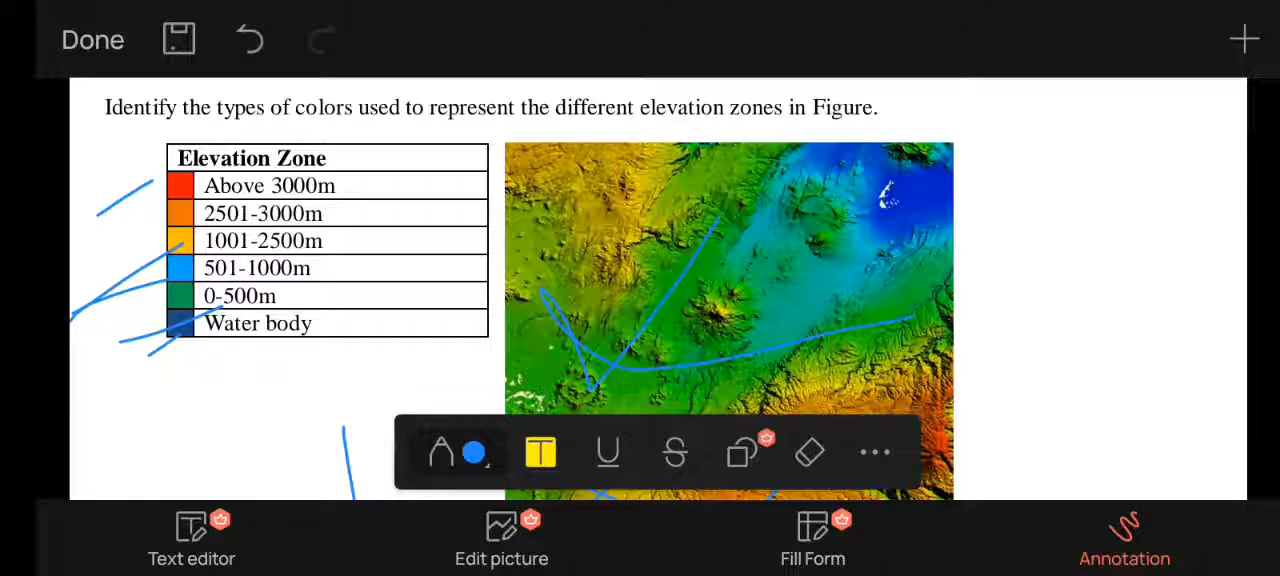 Done
Identify the types of colors used to represent the different elevation zones in Figure.
Elevation Zone
Above 3000m
2501-3000m
1001-2500m
501-1000m
0-500m
Water body
Text editor
Edit picture
Fill Form
Annotation